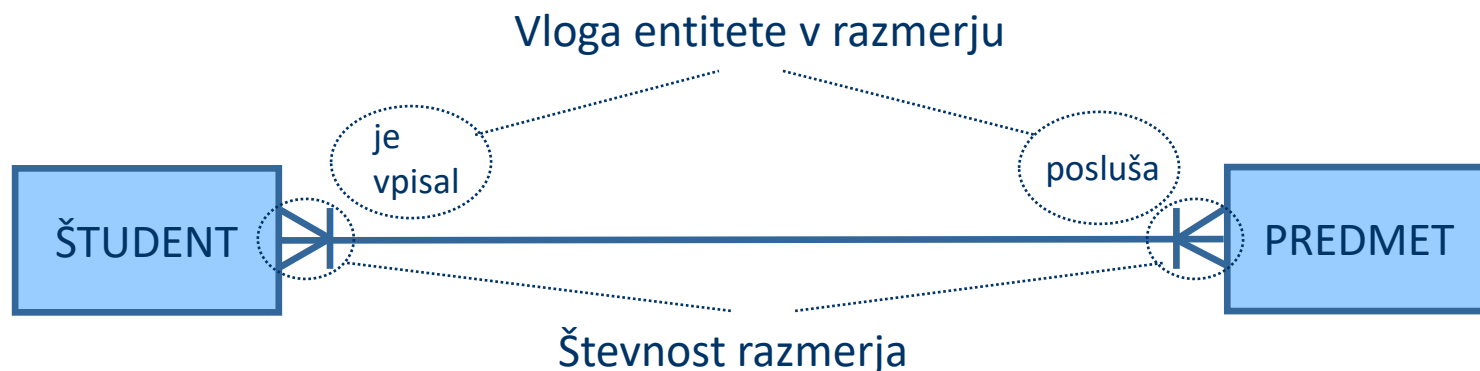 Vloga entitete v razmerju
je
vpisal
posluša
ŠTUDENT
PREDMET
Števnost razmerja